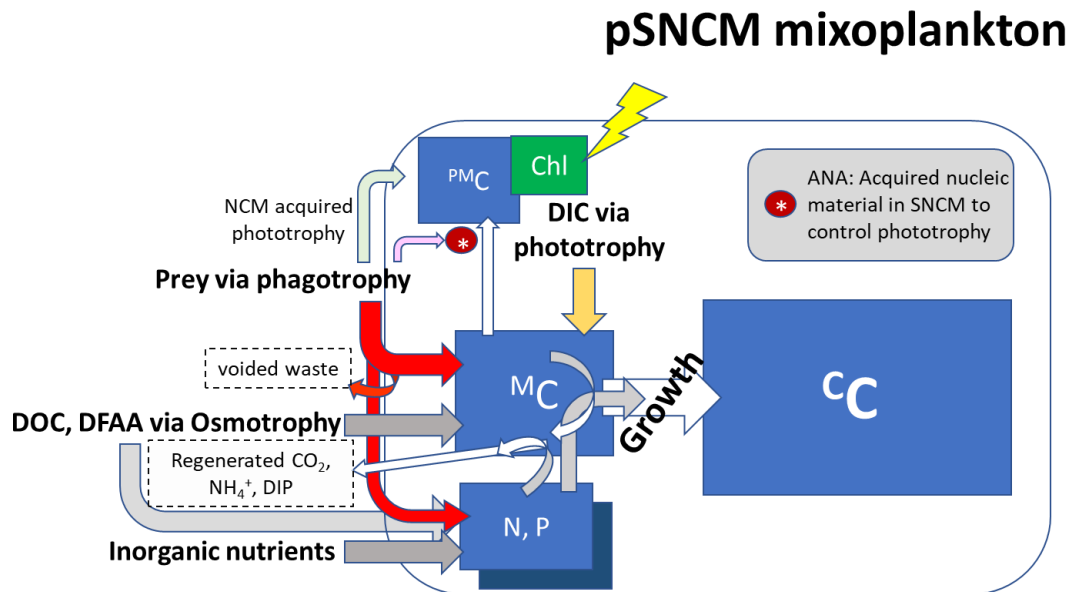 pSNCM mixoplankton
PMC
Chl
ANA: Acquired nucleic
* material in SNCM to
control phototrophy
NCM acquired
phototrophy
*
DIC via
phototrophy
Prey via phagotrophy
voided waste
MC
Growth
CC
DOC, DFAA via Osmotrophy
Regenerated CO₂,
NH₄⁺, DIP
N, P
Inorganic nutrients